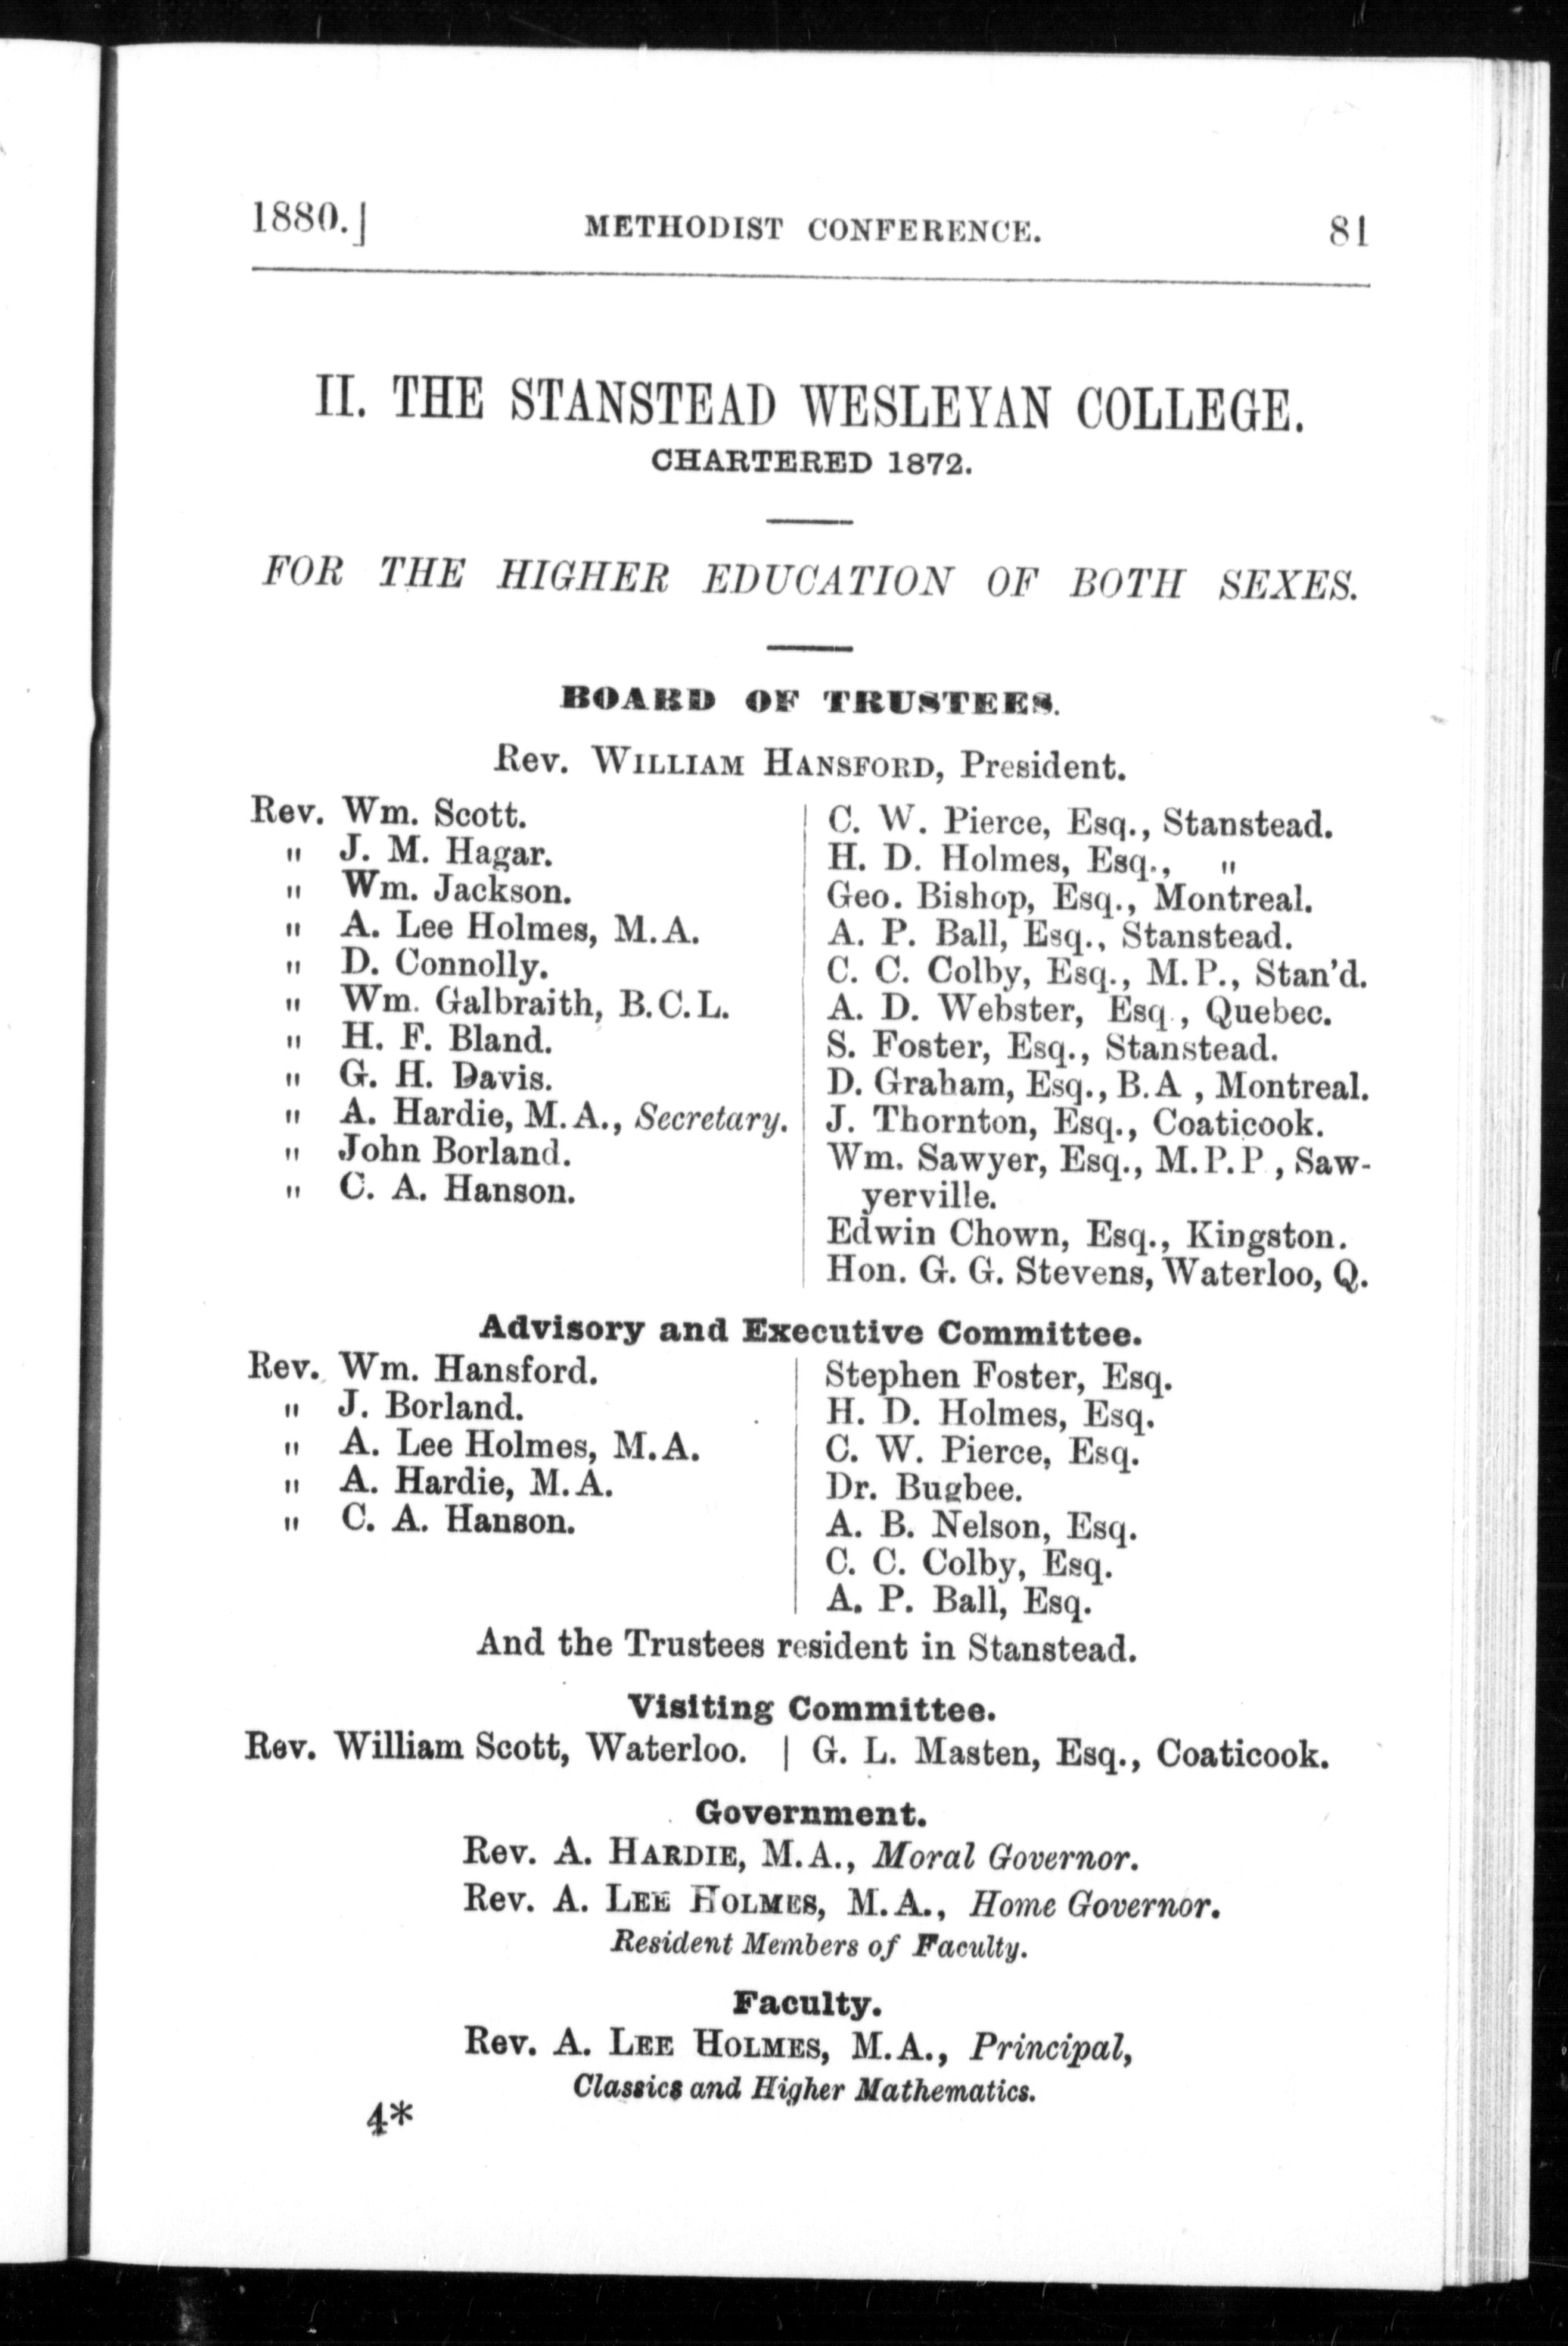 1880.]
METHODIST CONFERENCE.
81
II. THE STANSTEAD WESLEYAN COLLEGE.
CHARTERED 1872.
FOR THE HIGHER EDUCATION OF BOTH SEXES.
BOARD OF TRUSTEES.
Rev. WILLIAM HANSFORD, President.
Rev. Wm. Scott.
" J. M. Hagar.
" Wm. Jackson.
" A. Lee Holmes, M.A.
" D. Connolly.
" Wm. Galbraith, B.C.L.
" H. F. Bland.
" G. H. Davis.
" A. Hardie, M.A., Secretary.
" John Borland.
" C. A. Hanson.
C. W. Pierce, Esq., Stanstead.
H. D. Holmes, Esq., "
Geo. Bishop, Esq., Montreal.
A. P. Ball, Esq., Stanstead.
C. C. Colby, Esq., M.P., Stan'd.
A. D. Webster, Esq., Quebec.
S. Foster, Esq., Stanstead.
D. Graham, Esq., B.A , Montreal.
J. Thornton, Esq., Coaticook.
Wm. Sawyer, Esq., M.P.P , Saw-
yerville.
Edwin Chown, Esq., Kingston.
Hon. G. G. Stevens, Waterloo, Q.
Advisory and Executive Committee.
Rev. Wm. Hansford.
" J. Borland.
" A. Lee Holmes, M.A.
" A. Hardie, M.A.
" C. A. Hanson.
Stephen Foster, Esq.
H. D. Holmes, Esq.
C. W. Pierce, Esq.
Dr. Bugbee.
A. B. Nelson, Esq.
C. C. Colby, Esq.
A. P. Ball, Esq.
And the Trustees resident in Stanstead.
Visiting Committee.
Rev. William Scott, Waterloo. | G. L. Masten, Esq., Coaticook.
Government.
Rev. A. HARDIE, M.A., Moral Governor.
Rev. A. LEE HOLMES, M.A., Home Governor.
Resident Members of Faculty.
Faculty.
Rev. A. LEE HOLMES, M.A., Principal,
Classics and Higher Mathematics.
4*